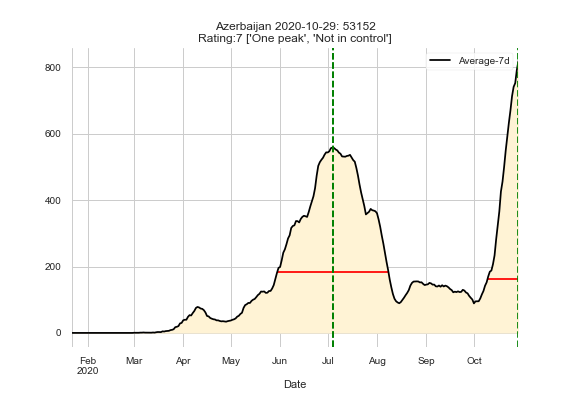 Azerbaijan 2020-10-29: 53152
Rating:7 ['One peak', 'Not in control']
Average-7d
800
600
400
200
0
Feb Mar Apr May Jun Jul Aug Sep Oct
2020
Date